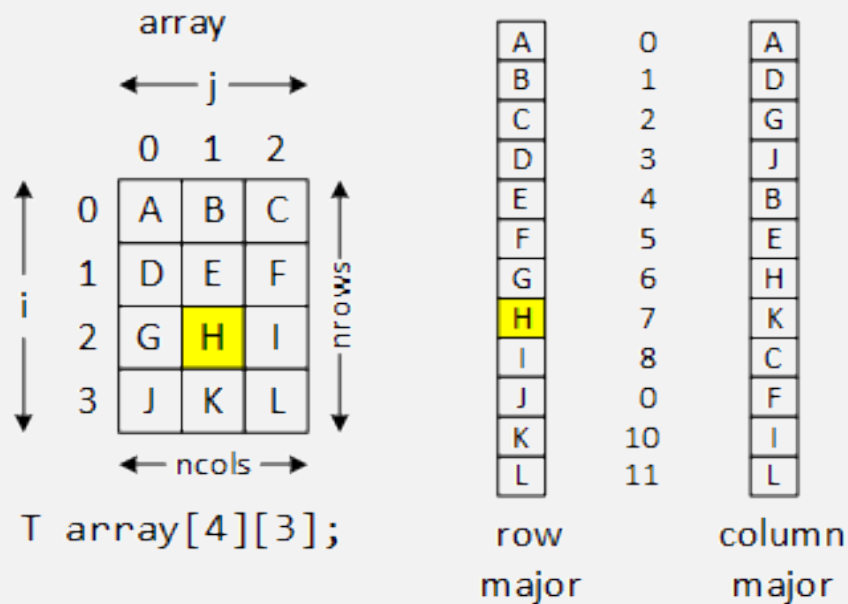 array
j
0 1 2
0 A B C
1 D E F
i
2 G H I
3 J K L
nrows
ncols
T array[4][3];
A 0 A
B 1 D
C 2 G
D 3 J
E 4 B
F 5 E
G 6 H
H 7 K
I 8 C
J 0 F
K 10 I
L 11 L
row column
major major